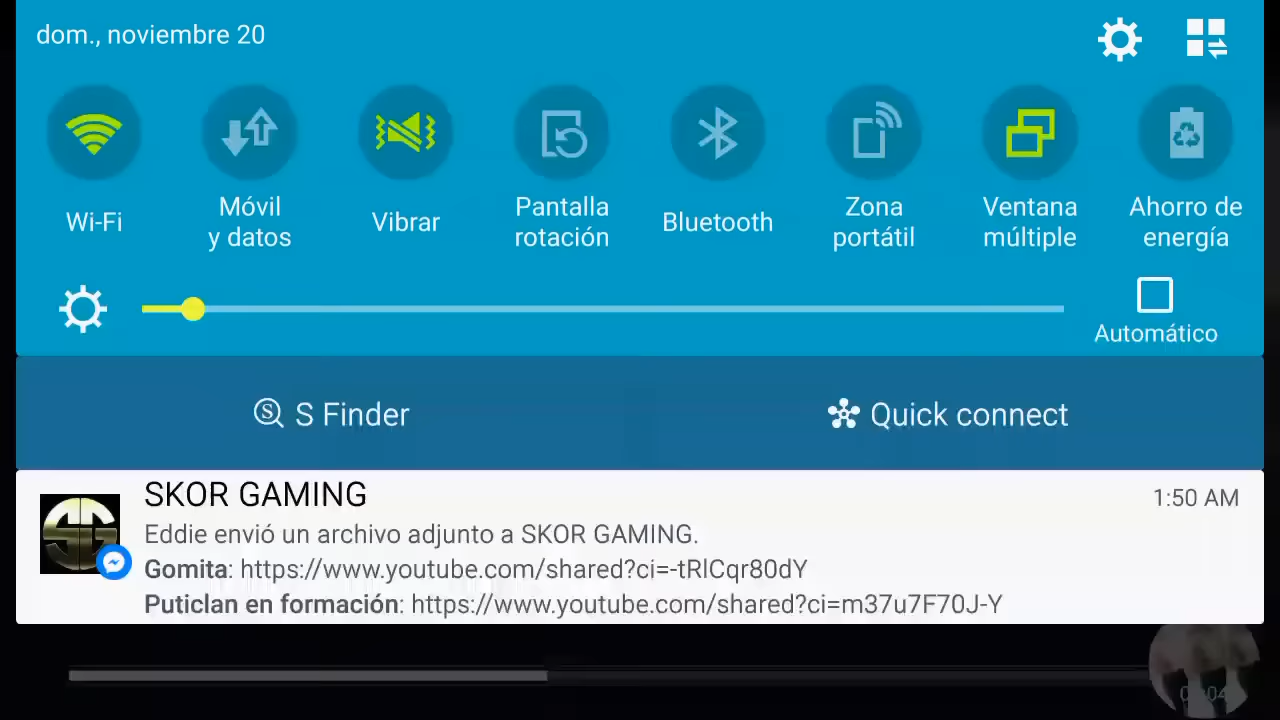 dom., noviembre 20
Wi-Fi
Móvil
y datos
Vibrar
Pantalla
rotación
Bluetooth
Zona
portátil
Ventana
múltiple
Ahorro de
energía
Automático
S Finder
Quick connect
SKOR GAMING
1:50 AM
Eddie envió un archivo adjunto a SKOR GAMING.
Gomita: https://www.youtube.com/shared?ci=-tRlCqr80dY
Puticlan en formación: https://www.youtube.com/shared?ci=m37u7F70J-Y